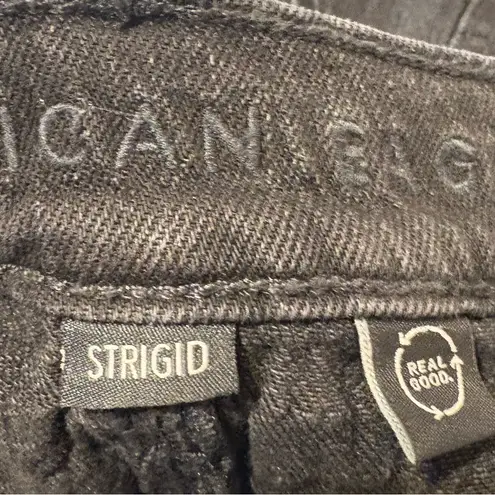 ICAN EAG
STRIGID
REAL
GOOD.